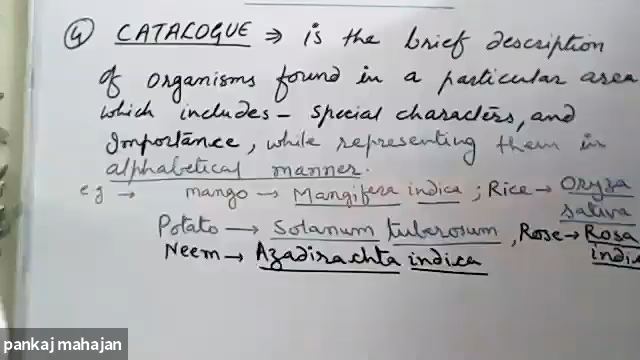 ④ CATALOGUE ⇒ is the brief description
of organisms found in a particular area
which includes - special characters, and
Importance, while representing them in
alphabetical manner.
eg → mango → Mangifera indica ; Rice → Oryza
sativa
Potato → Solanum tuberosum, Rose → Rosa
Neem → Azadirachta indica indi
pankaj mahajan